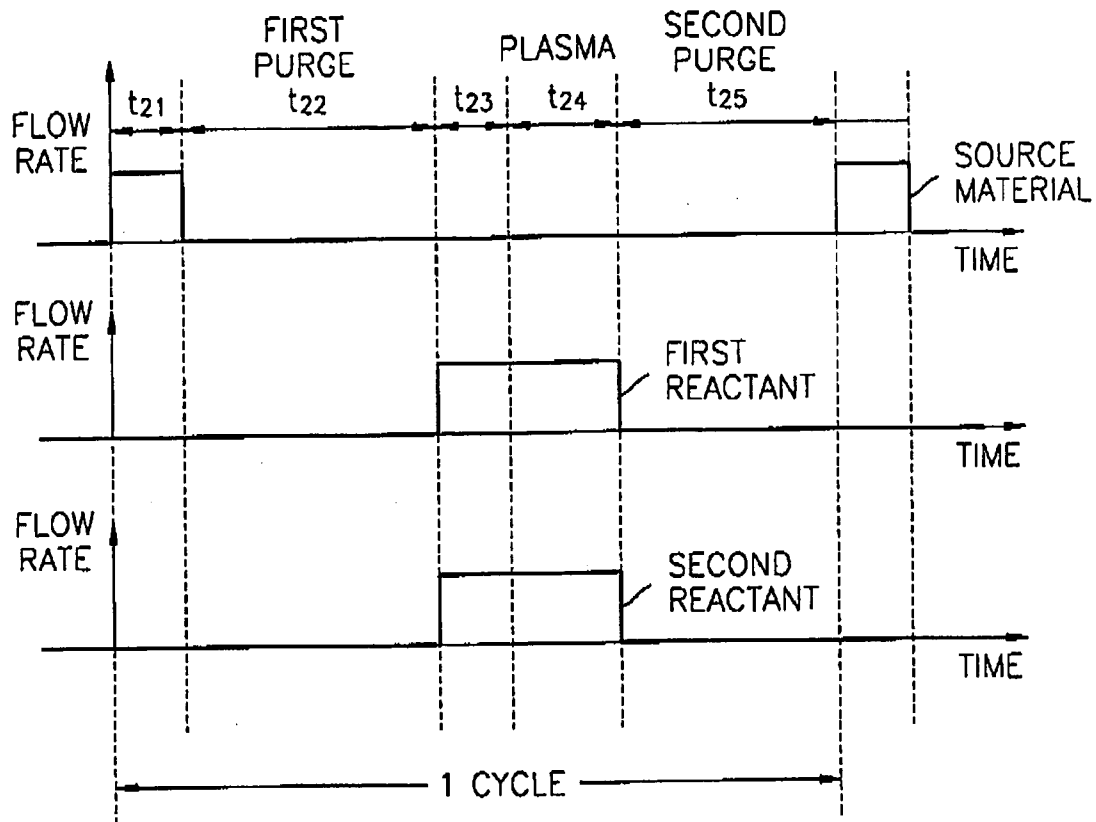 FIRST
PURGE
PLASMA
SECOND
PURGE
t21
t22
t23
t24
t25
FLOW
RATE
SOURCE
MATERIAL
TIME
FLOW
RATE
FIRST
REACTANT
TIME
FLOW
RATE
SECOND
REACTANT
TIME
1 CYCLE